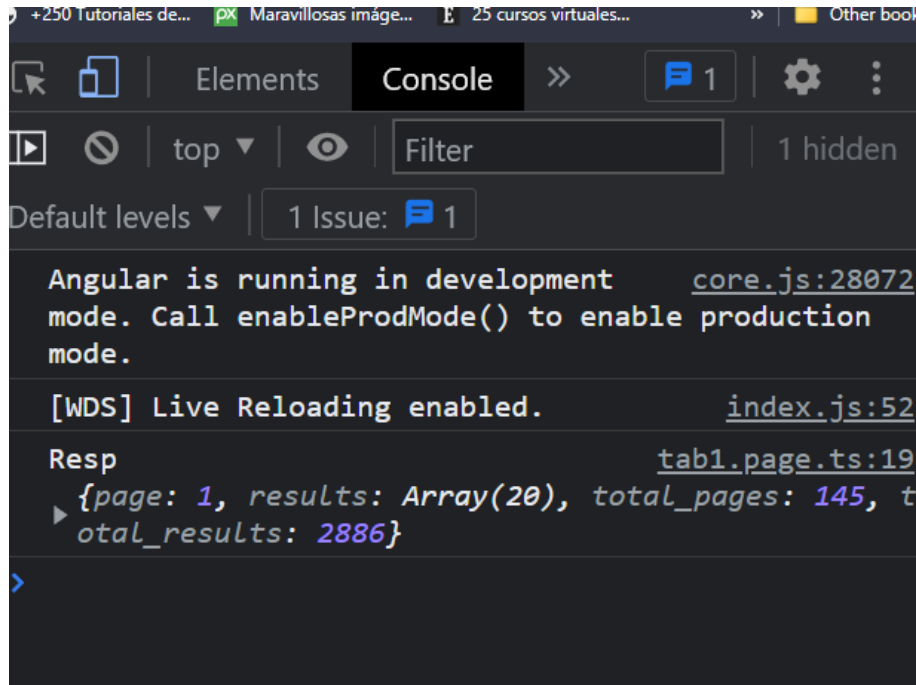 +250 Tutoriales de... px Maravillosas imáge... E 25 cursos virtuales... » Other book
Elements Console » 1
top Filter 1 hidden
Default levels 1 Issue: 1
Angular is running in development core.js:28072
mode. Call enableProdMode() to enable production
mode.
[WDS] Live Reloading enabled. index.js:52
Resp tab1.page.ts:19
{page: 1, results: Array(20), total_pages: 145, t
otal_results: 2886}